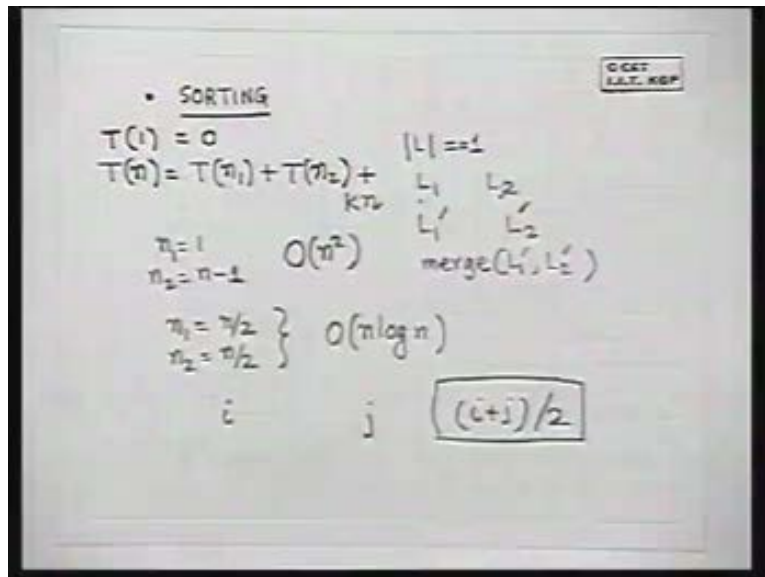 © CET
I.I.T. KGP
• SORTING
T(1) = 0
T(n) = T(n₁) + T(n₂) +
kn
|L| == 1
L₁ L₂
L₁′ L₂′
merge(L₁′, L₂′)
n₁ = 1
n₂ = n-1
O(n²)
n₁ = n/2
n₂ = n/2 }
O(n log n)
i j (i+j)/2